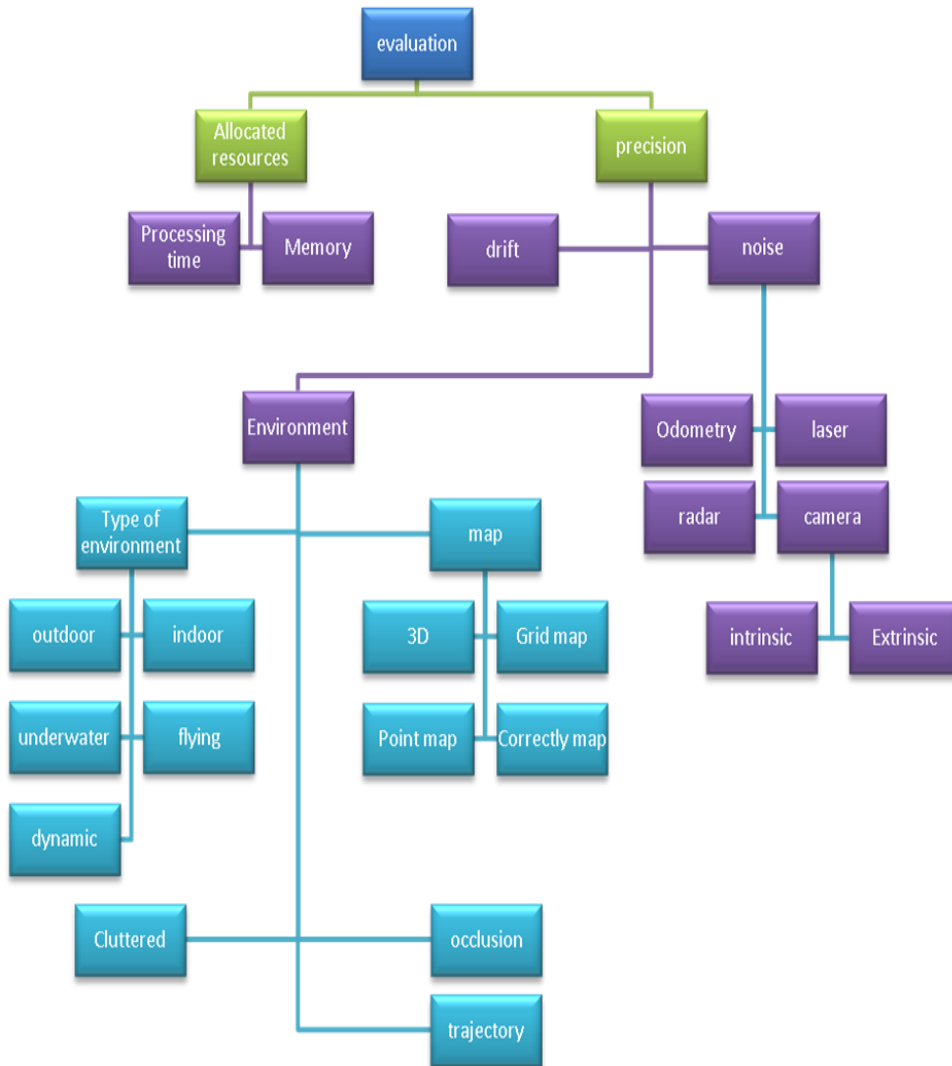 evaluation
Allocated
resources
precision
Processing
time
Memory
drift
noise
Environment
Odometry
laser
radar
camera
intrinsic
Extrinsic
Type of
environment
map
outdoor
indoor
3D
Grid map
underwater
flying
Point map
Correctly map
dynamic
Cluttered
occlusion
trajectory